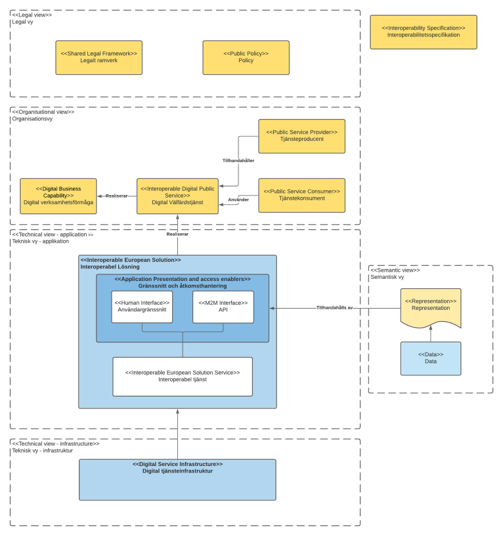 <<Legal view>>
Legal vy
<<Shared Legal Framework>>
Legalt ramverk
<<Public Policy>>
Policy
<<Interoperability Specification>>
Interoperabilitetsspecifikation
<<Organisational view>>
Organisationsvy
<<Public Service Provider>>
Tjänsteproducent
Tillhandahåller
<<Digital Business
Capability>>
Digital verksamhetsförmåga
Realiserar
<<Interoperable Digital Public
Service>>
Digital Välfärdstjänst
Använder
<<Public Service Consumer>>
Tjänstekonsument
<<Technical view - application >>
Teknisk vy - applikation
Realiserar
<<Interoperable European Solution>>
Interoperabel Lösning
<<Application Presentation and access enablers>>
Gränssnitt och åtkomsthantering
<<Human Interface>>
Användargränssnitt
<<M2M Interface>>
API
<<Interoperable European Solution Service>>
Interoperabel tjänst
<<Semantic view>>
Semantisk vy
Tillhandahålls av
<<Representation>>
Representation
<<Data>>
Data
<<Technical view - infrastructure>>
Teknisk vy - infrastruktur
<<Digital Service Infrastructure>>
Digital tjänsteinfrastruktur